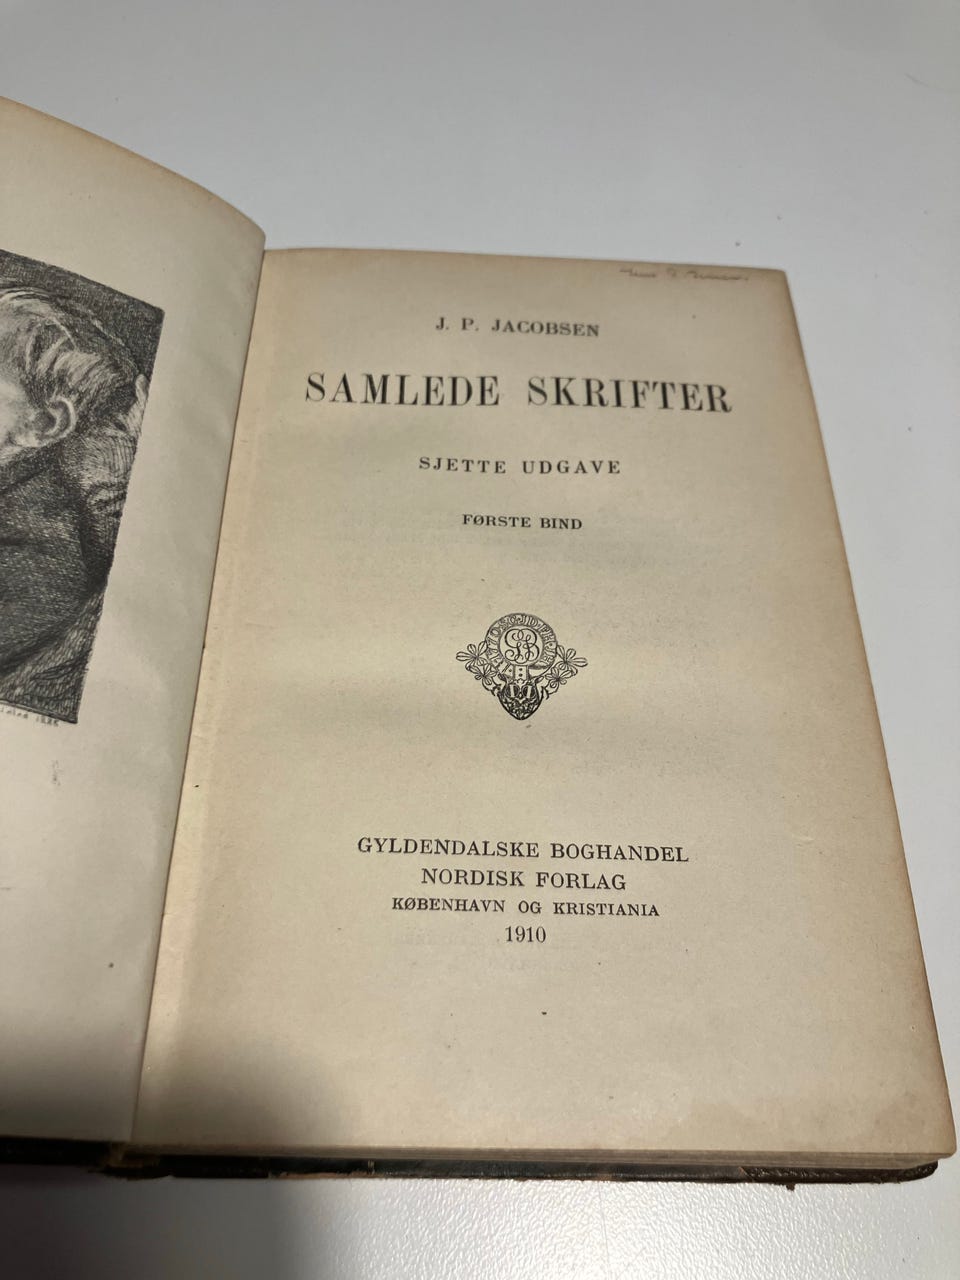 J. P. JACOBSEN
SAMLEDE SKRIFTER
SJETTE UDGAVE
FØRSTE BIND
GYLDENDALSKE BOGHANDEL
NORDISK FORLAG
KØBENHAVN OG KRISTIANIA
1910